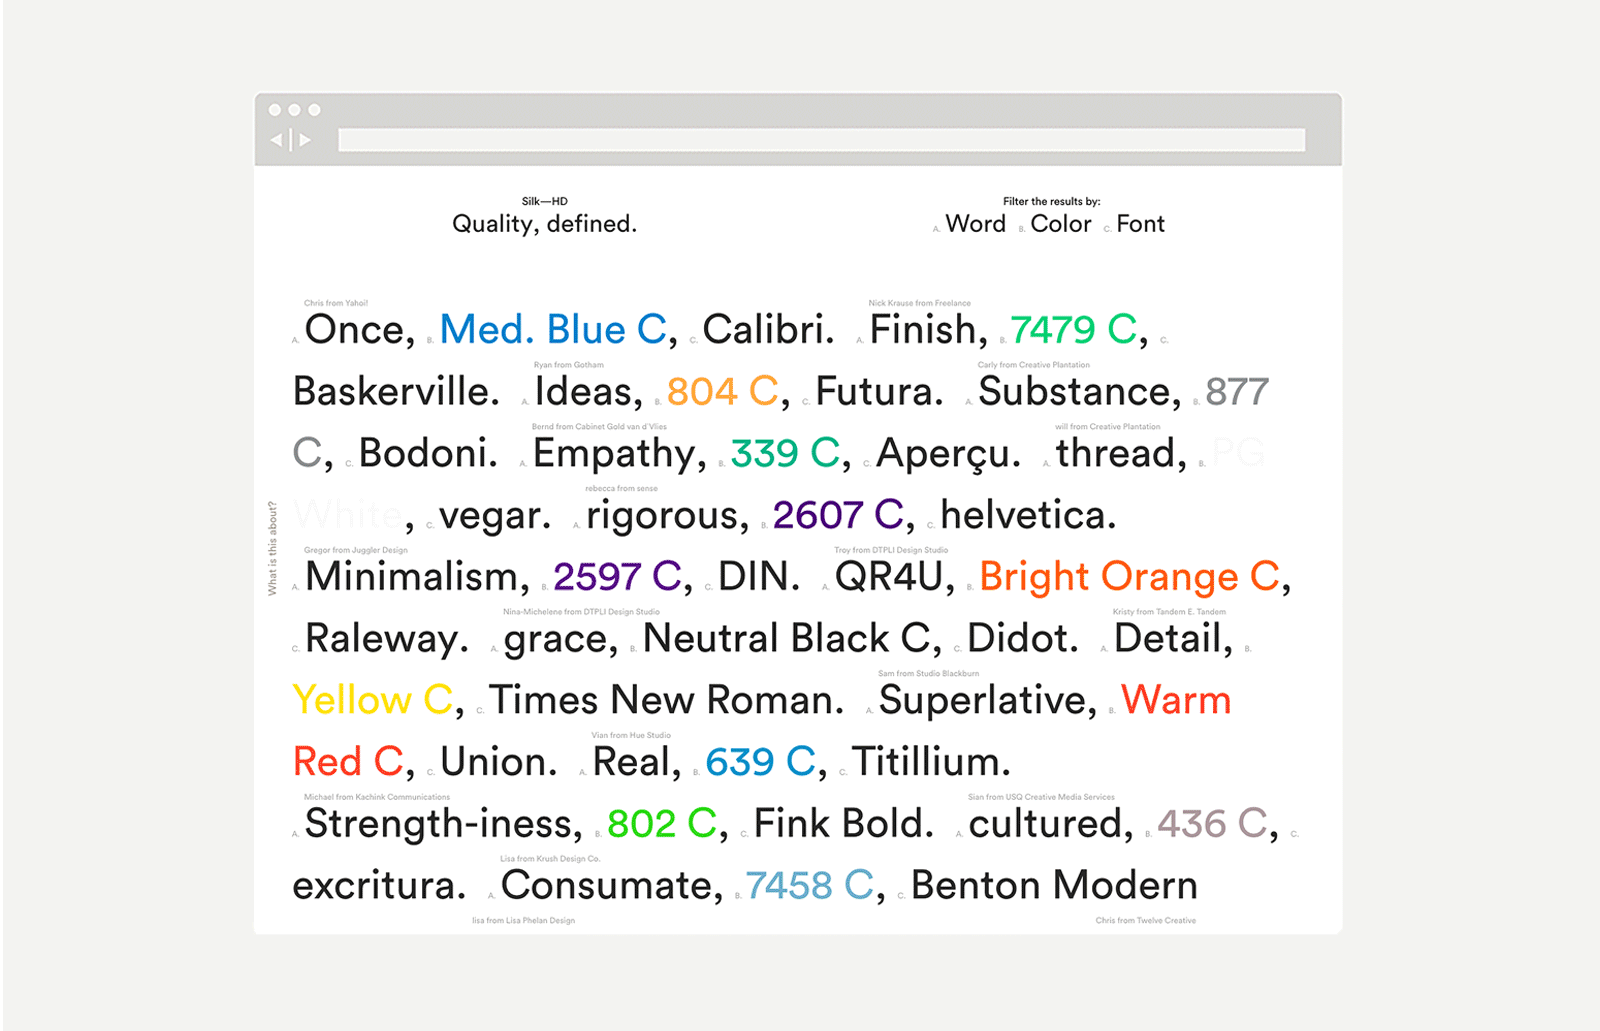 Silk—HD
Quality, defined.
Filter the results by:
A. Word B. Color C. Font
What is this about?
Chris from Yahoi! Nick Krause from Freelance
A. Once, B. Med. Blue C, C. Calibri. A. Finish, B. 7479 C, C.
Ryan from Gotham Carly from Creative Plantation
Baskerville. A. Ideas, B. 804 C, C. Futura. A. Substance, B. 877
Bernd from Cabinet Gold van d'Vlies will from Creative Plantation
C, C. Bodoni. A. Empathy, B. 339 C, C. Aperçu. A. thread, B. PG
rebecca from sense
White, C. vegar. A. rigorous, B. 2607 C, C. helvetica.
Gregor from Juggler Design Troy from DTPLI Design Studio
A. Minimalism, B. 2597 C, C. DIN. A. QR4U, B. Bright Orange C,
Nina-Michelene from DTPLI Design Studio Kristy from Tandem E. Tandem
C. Raleway. A. grace, B. Neutral Black C, C. Didot. A. Detail, B.
Sam from Studio Blackburn
Yellow C, C. Times New Roman. A. Superlative, B. Warm
Vian from Hue Studio
Red C, C. Union. A. Real, B. 639 C, C. Titillium.
Michael from Kachink Communications Sian from USQ Creative Media Services
A. Strength-iness, B. 802 C, C. Fink Bold. A. cultured, B. 436 C, C.
Lisa from Krush Design Co.
excritura. A. Consumate, B. 7458 C, C. Benton Modern
lisa from Lisa Phelan Design Chris from Twelve Creative